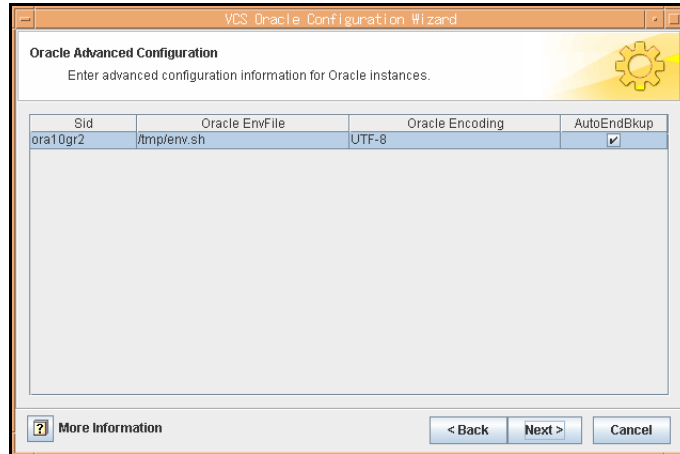 VCS Oracle Configuration Wizard
Oracle Advanced Configuration
Enter advanced configuration information for Oracle instances.
Sid Oracle EnvFile Oracle Encoding AutoEndBkup
ora10gr2 /tmp/env.sh UTF-8
? More Information < Back Next > Cancel